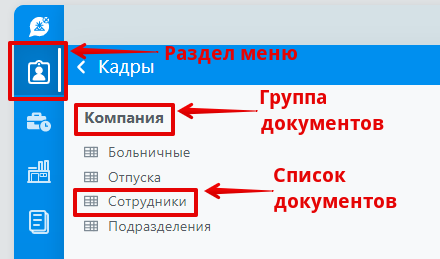 Раздел меню
Кадры
Группа
документов
Компания
Больничные
Отпуска
Список
документов
Сотрудники
Подразделения